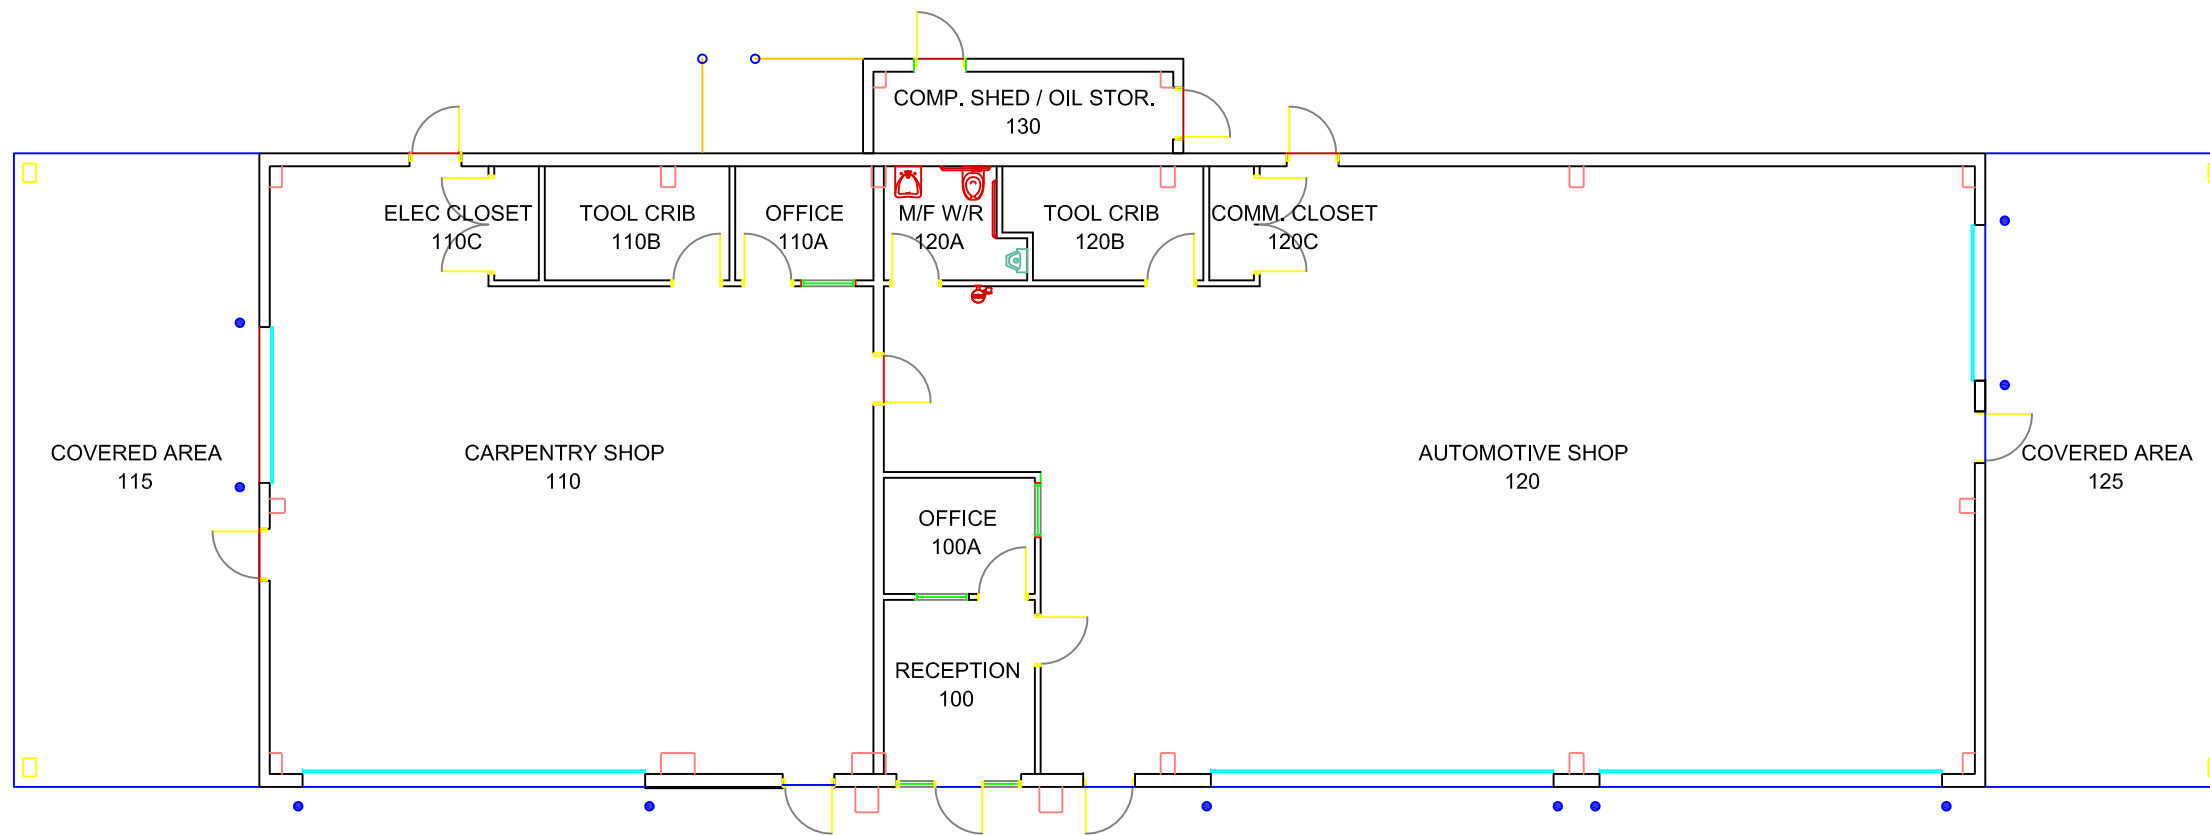 COMP. SHED / OIL STOR.
130
ELEC CLOSET
110C
TOOL CRIB
110B
OFFICE
110A
M/F W/R
120A
TOOL CRIB
120B
COMM. CLOSET
120C
COVERED AREA
115
CARPENTRY SHOP
110
AUTOMOTIVE SHOP
120
COVERED AREA
125
OFFICE
100A
RECEPTION
100